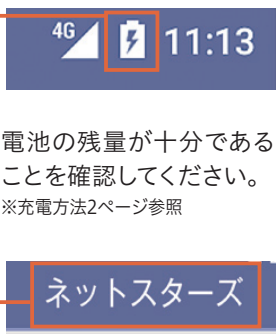 4G 11:13
電池の残量が十分である
ことを確認してください。
※充電方法2ページ参照
ネットスターズ